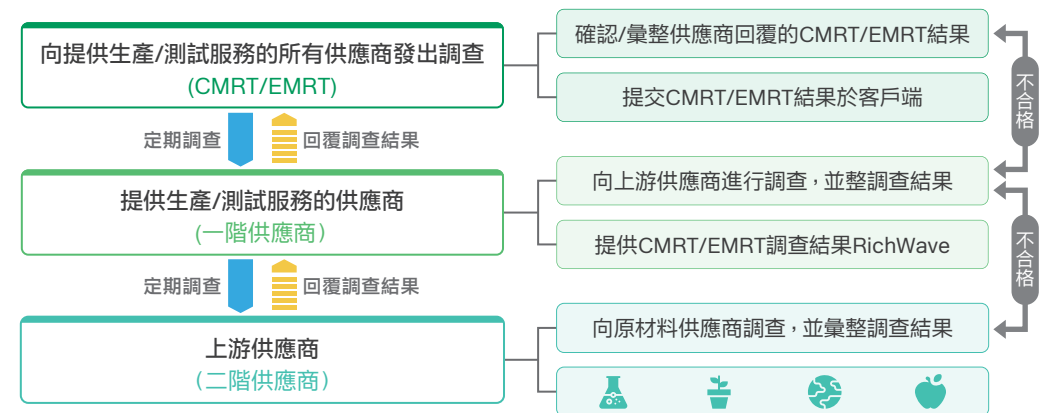 向提供生產/測試服務的所有供應商發出調查
(CMRT/EMRT)
確認/彙整供應商回覆的CMRT/EMRT結果
提交CMRT/EMRT結果於客戶端
不合格
定期調查
回覆調查結果
提供生產/測試服務的供應商
(一階供應商)
向上游供應商進行調查，並整調查結果
提供CMRT/EMRT調查結果RichWave
不合格
定期調查
回覆調查結果
上游供應商
(二階供應商)
向原材料供應商調查，並彙整調查結果